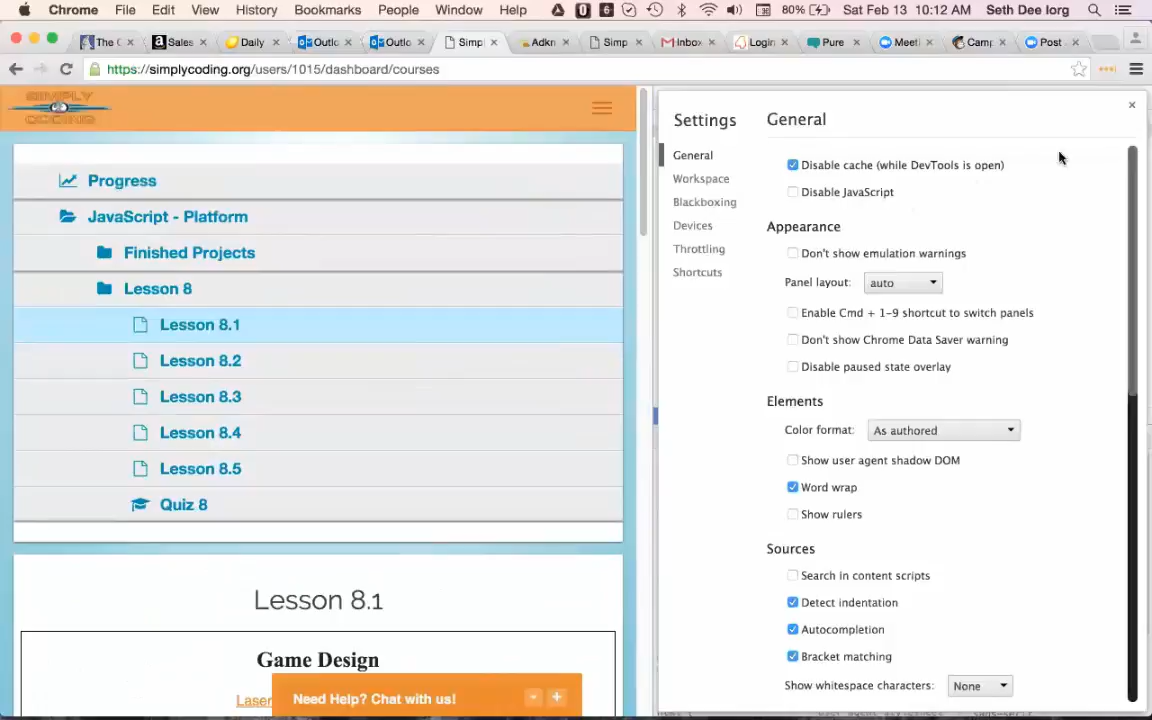 Chrome File Edit View History Bookmarks People Window Help 80% Sat Feb 13 10:12 AM Seth Dee Iorg
The C Sales Daily Outlo Outlo Simpl Adkn Simp Inbox Login Pure Meeti Camp Post
https://simplycoding.org/users/1015/dashboard/courses
SIMPLY
CODING
Progress
JavaScript - Platform
Finished Projects
Lesson 8
Lesson 8.1
Lesson 8.2
Lesson 8.3
Lesson 8.4
Lesson 8.5
Quiz 8
Lesson 8.1
Game Design
Laser
Need Help? Chat with us!
Settings
General
Workspace
Blackboxing
Devices
Throttling
Shortcuts
General
Disable cache (while DevTools is open)
Disable JavaScript
Appearance
Don't show emulation warnings
Panel layout: auto
Enable Cmd + 1-9 shortcut to switch panels
Don't show Chrome Data Saver warning
Disable paused state overlay
Elements
Color format: As authored
Show user agent shadow DOM
Word wrap
Show rulers
Sources
Search in content scripts
Detect indentation
Autocompletion
Bracket matching
Show whitespace characters: None